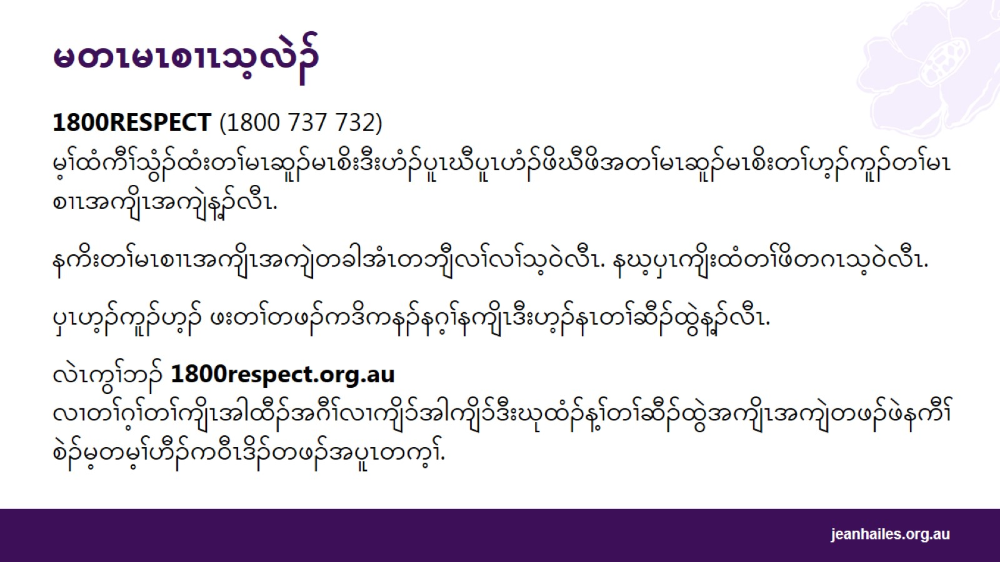 မတၤမၤစၢၤသ့လဲၣ်
1800RESPECT (1800 737 732)
မ့ၢ်ထံကီၢ်သွံၣ်ထံးတၢ်မၤဆူၣ်မၤစိးဒီးဟံၣ်ပူၤဃီပူၤဟံၣ်ဖိဃီဖိအတၢ်မၤဆူၣ်မၤစိးတၢ်ဟ့ၣ်ကူၣ်တၢ်မၤ
စၢၤအကျိၤအကျဲန့ၣ်လီၤ.
နကိးတၢ်မၤစၢၤအကျိၤအကျဲတခါအံၤတဘျီလၢ်လၢ်သ့ဝဲလီၤ. နဃ့ပှၤကျိးထံတၢ်ဖိတဂၤသ့ဝဲလီၤ.
ပှၤဟ့ၣ်ကူၣ်ဟ့ၣ် ဖးတၢ်တဖၣ်ကဒိကနၣ်နဂ့ၢ်နကျိၤဒီးဟ့ၣ်နၤတၢ်ဆီၣ်ထွဲန့ၣ်လီၤ.
လဲၤကွၢ်ဘၣ် 1800respect.org.au
လၢတၢ်ဂ့ၢ်တၢ်ကျိၤအါထီၣ်အဂီၢ်လၢကျိာ်အါကျိာ်ဒီးဃုထံၣ်န့ၢ်တၢ်ဆီၣ်ထွဲအကျိၤအကျဲတဖၣ်ဖဲနကီၢ်
စဲၣ်မ့တမ့ၢ်ဟီၣ်ကဝီၤဒိၣ်တဖၣ်အပူၤတက့ၢ်.
jeanhailes.org.au